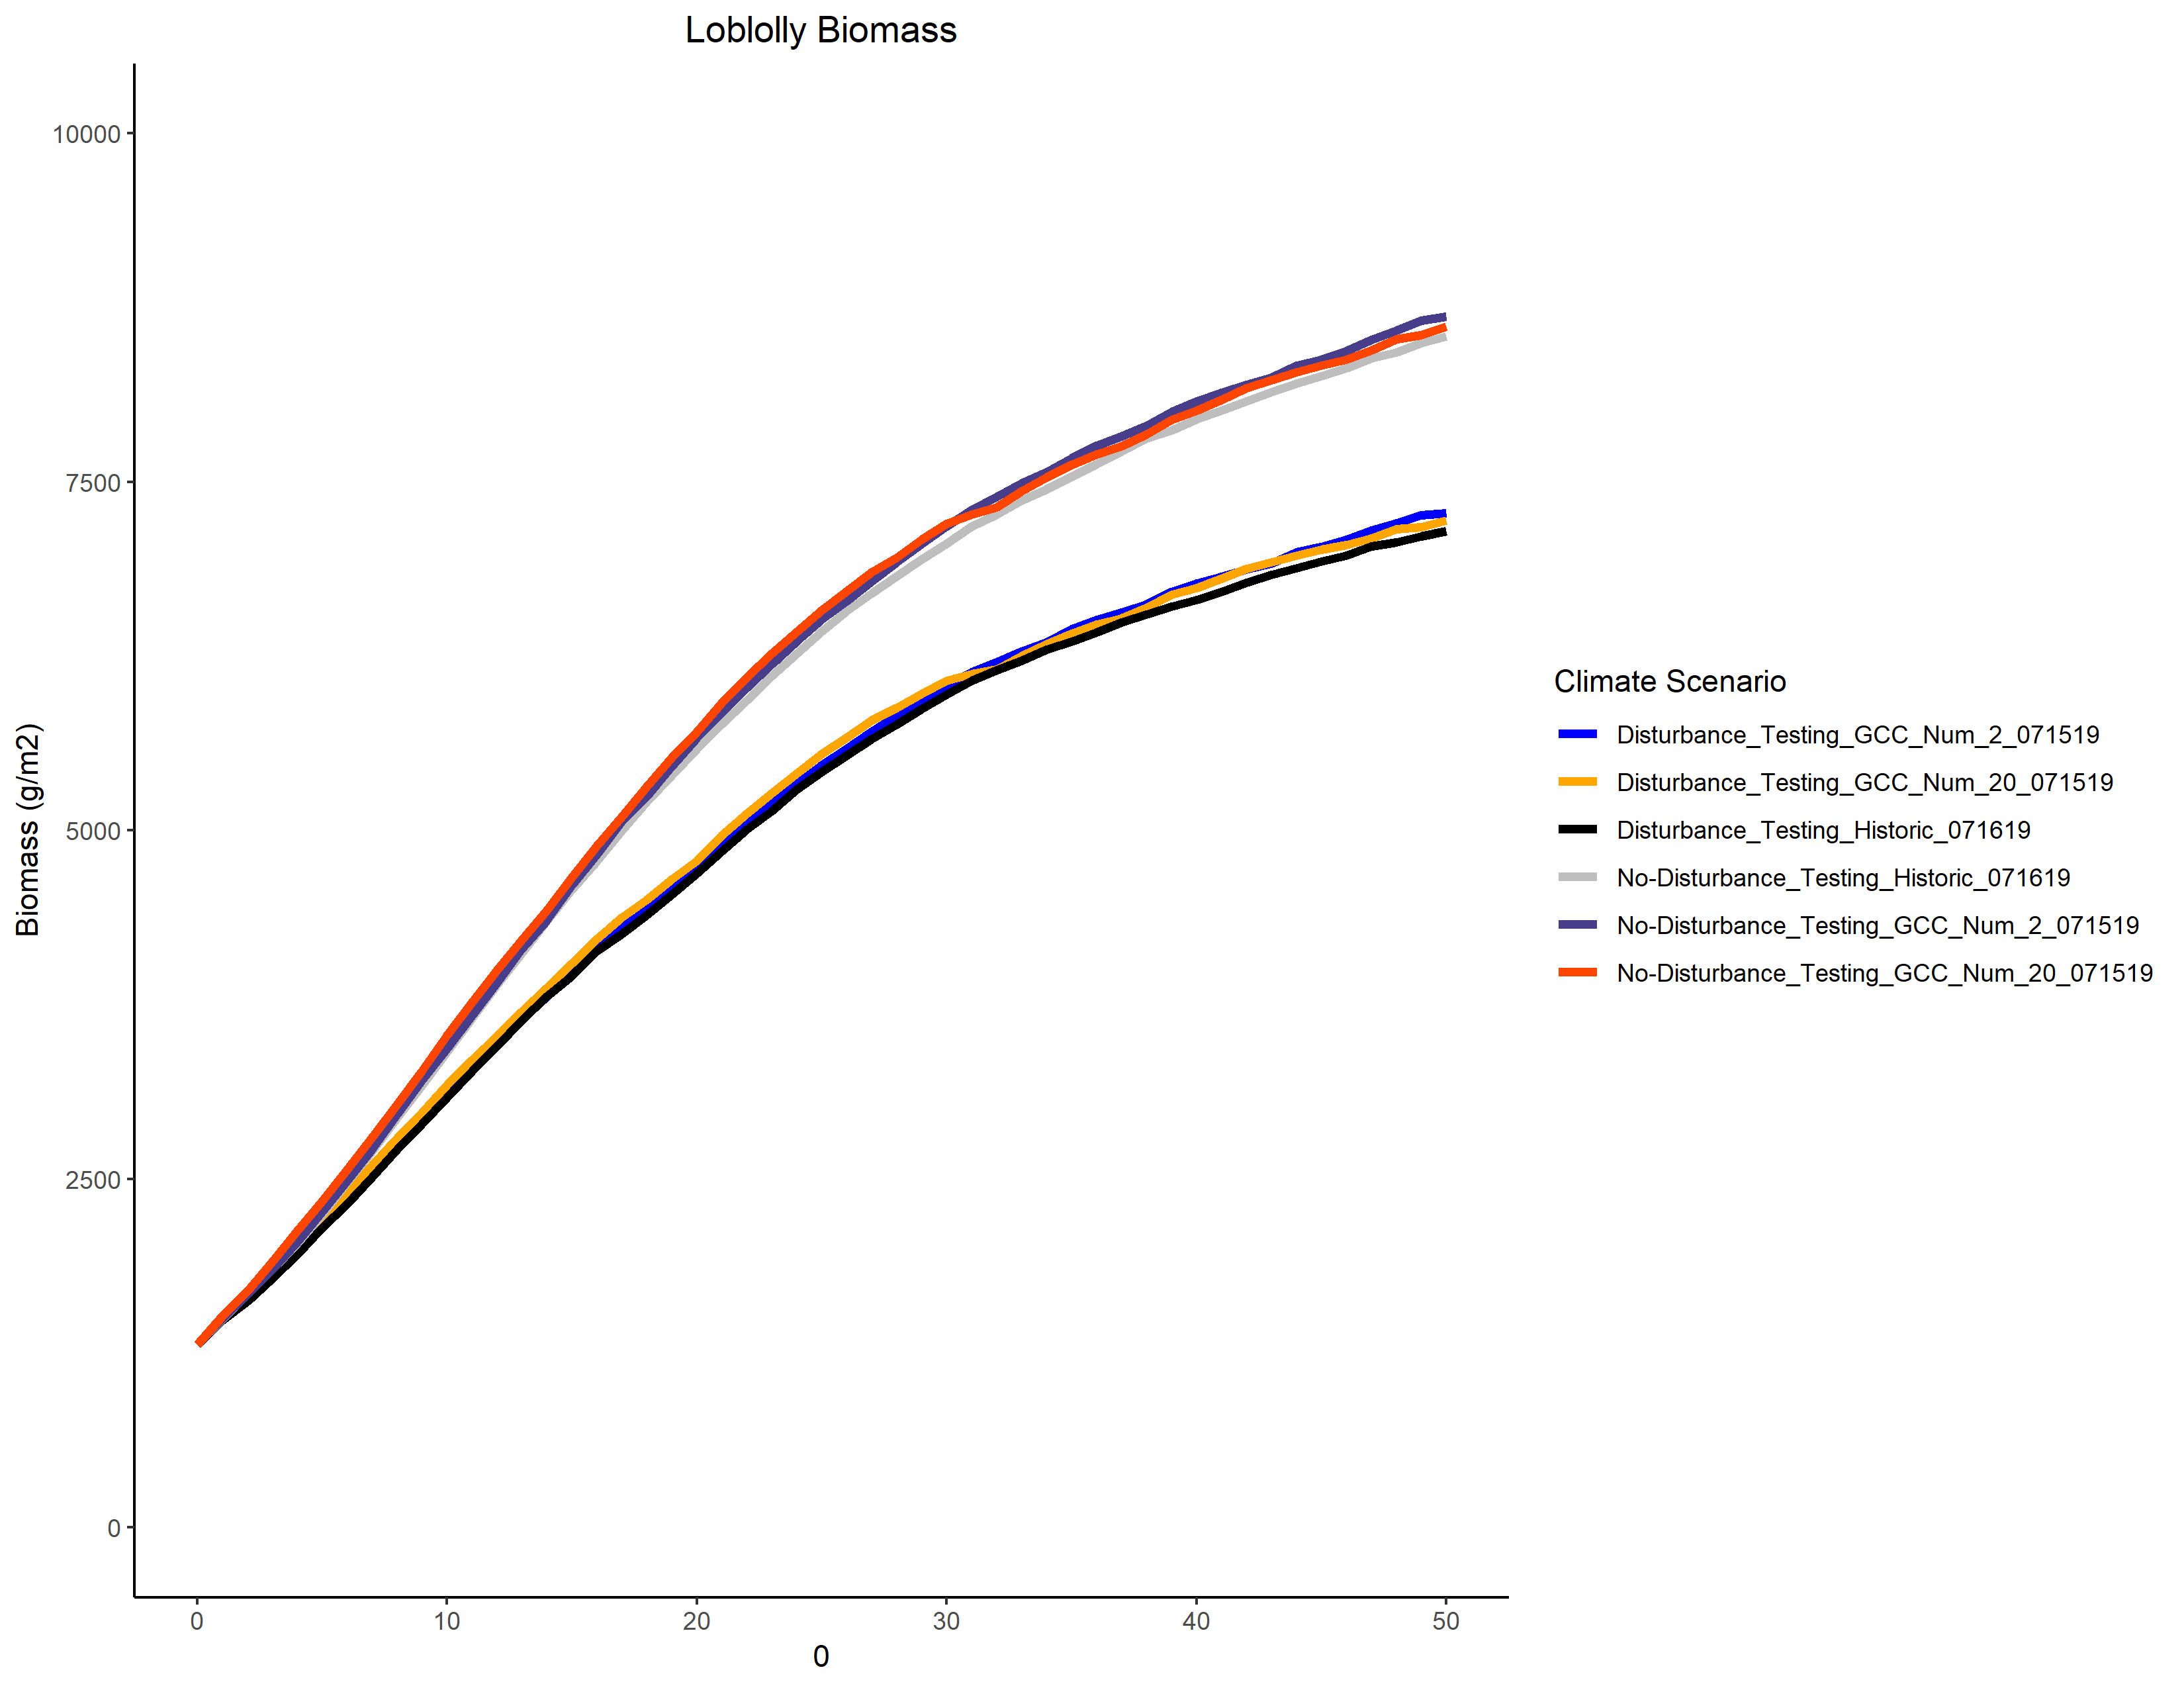 Loblolly Biomass
10000
7500
5000
2500
0
Biomass (g/m2)
0 10 20 30 40 50
0
Climate Scenario
Disturbance_Testing_GCC_Num_2_071519
Disturbance_Testing_GCC_Num_20_071519
Disturbance_Testing_Historic_071619
No-Disturbance_Testing_Historic_071619
No-Disturbance_Testing_GCC_Num_2_071519
No-Disturbance_Testing_GCC_Num_20_071519